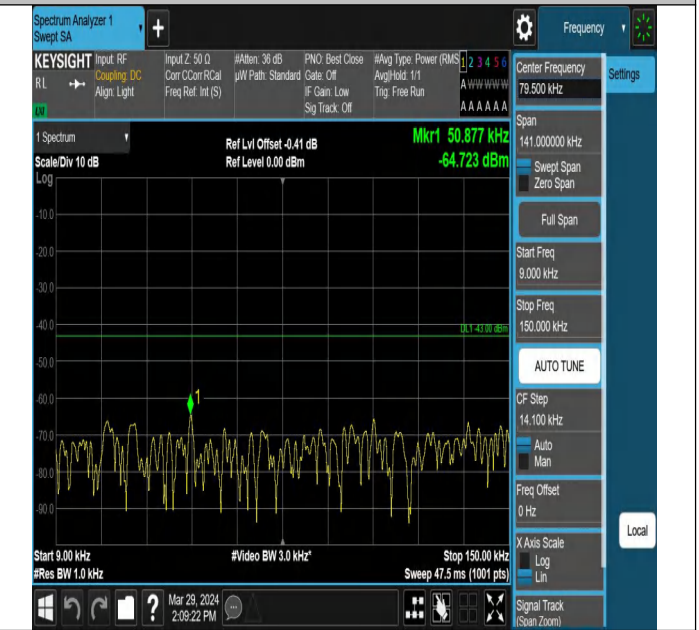 Spectrum Analyzer 1
Swept SA
+
Frequency
KEYSIGHT
RL
Input: RF
Coupling: DC
Align: Light
Input Z: 50 Ω
Corr CCorr RCal
Freq Ref: Int (S)
#Atten: 36 dB
µW Path: Standard
PNO: Best Close
Gate: Off
IF Gain: Low
Sig Track: Off
#Avg Type: Power (RMS
Avg|Hold: 1/1
Trig: Free Run
1 2 3 4 5 6
A W W W W W
A A A A A A
1 Spectrum
Scale/Div 10 dB
Log
Ref Lvl Offset -0.41 dB
Ref Level 0.00 dBm
Mkr1 50.877 kHz
-64.723 dBm
-10.0
-20.0
-30.0
-40.0
-50.0
-60.0
-70.0
-80.0
-90.0
DL1 -43.00 dBm
1
Start 9.00 kHz
#Res BW 1.0 kHz
#Video BW 3.0 kHz*
Stop 150.00 kHz
Sweep 47.5 ms (1001 pts)
?
Mar 29, 2024
2:09:22 PM
Center Frequency
79.500 kHz
Settings
Span
141.000000 kHz
Swept Span
Zero Span
Full Span
Start Freq
9.000 kHz
Stop Freq
150.000 kHz
AUTO TUNE
CF Step
14.100 kHz
Auto
Man
Freq Offset
0 Hz
X Axis Scale
Log
Lin
Local
Signal Track
(Span Zoom)